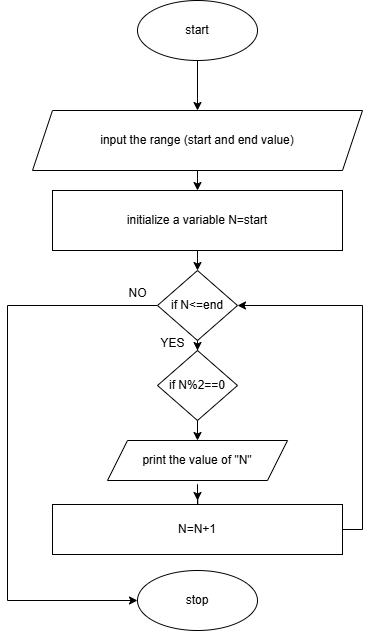 start
input the range (start and end value)
initialize a variable N=start
NO
if N<=end
YES
if N%2==0
print the value of "N"
N=N+1
stop